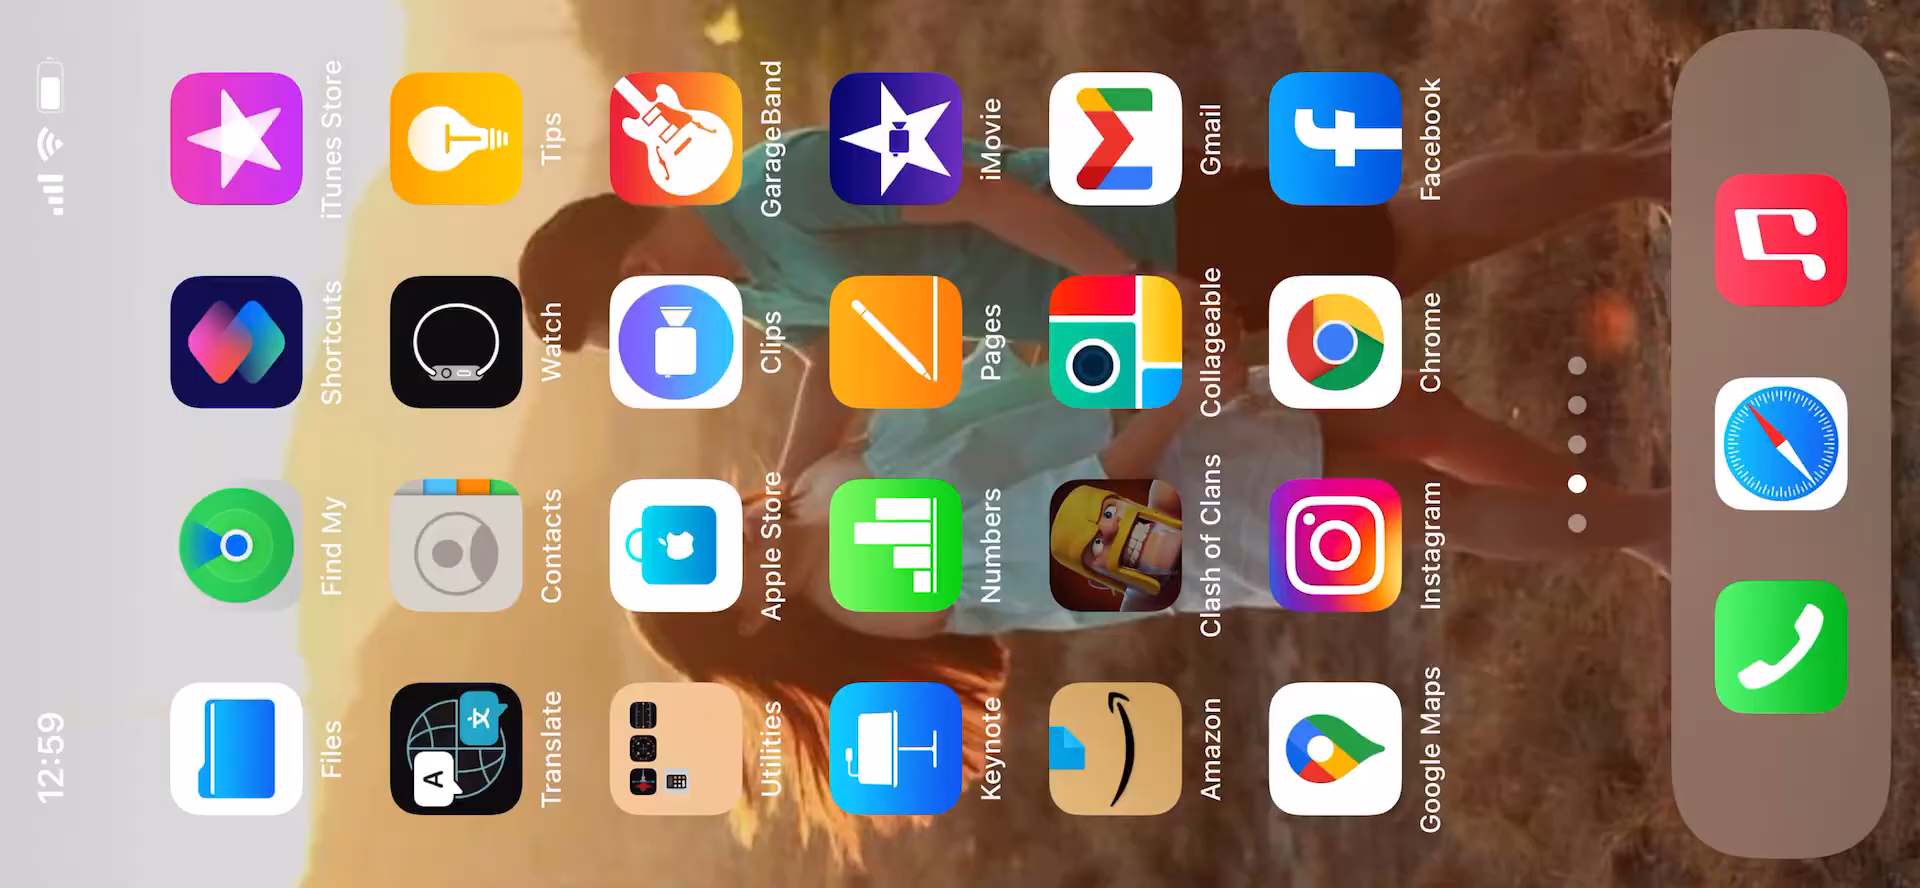 12:59
Files
Find My
Shortcuts
iTunes Store
Translate
Contacts
Watch
Tips
Utilities
Apple Store
Clips
GarageBand
Keynote
Numbers
Pages
iMovie
Amazon
Clash of Clans
Collageable
Gmail
Google Maps
Instagram
Chrome
Facebook